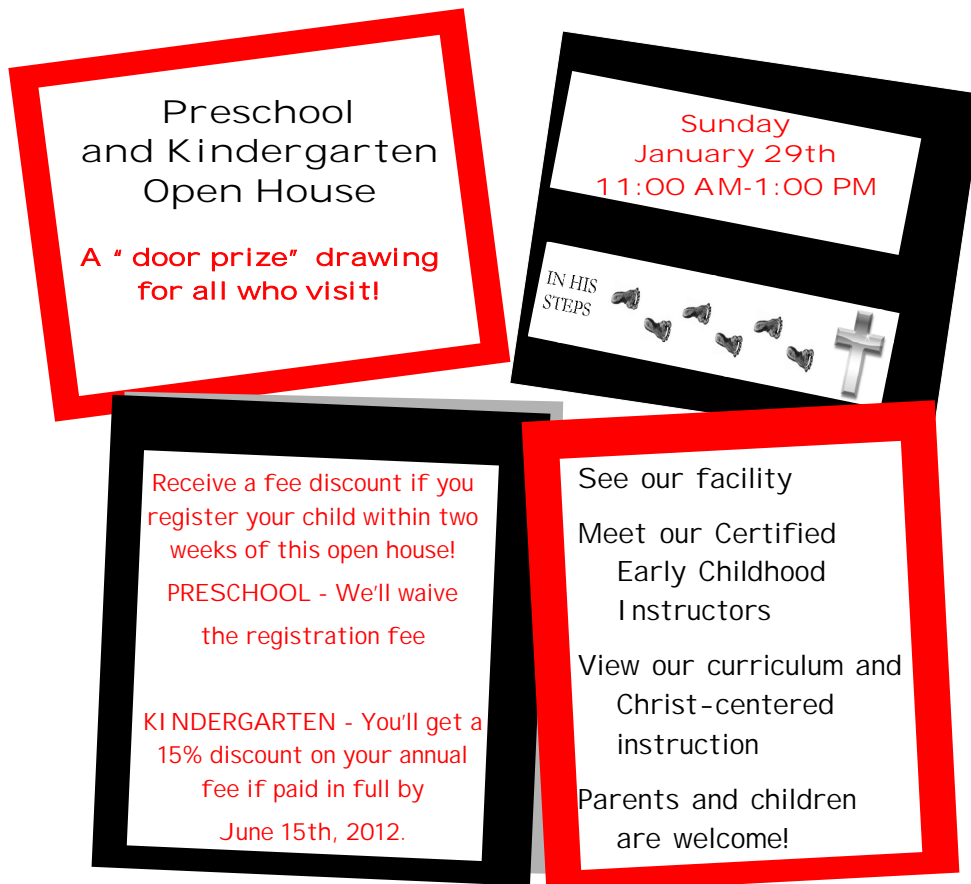 Preschool
and Kindergarten
Open House
A “door prize” drawing
for all who visit!
Sunday
January 29th
11:00 AM-1:00 PM
IN HIS
STEPS
Receive a fee discount if you
register your child within two
weeks of this open house!
PRESCHOOL - We’ll waive
the registration fee
KINDERGARTEN - You’ll get a
15% discount on your annual
fee if paid in full by
June 15th, 2012.
See our facility
Meet our Certified
Early Childhood
Instructors
View our curriculum and
Christ-centered
instruction
Parents and children
are welcome!